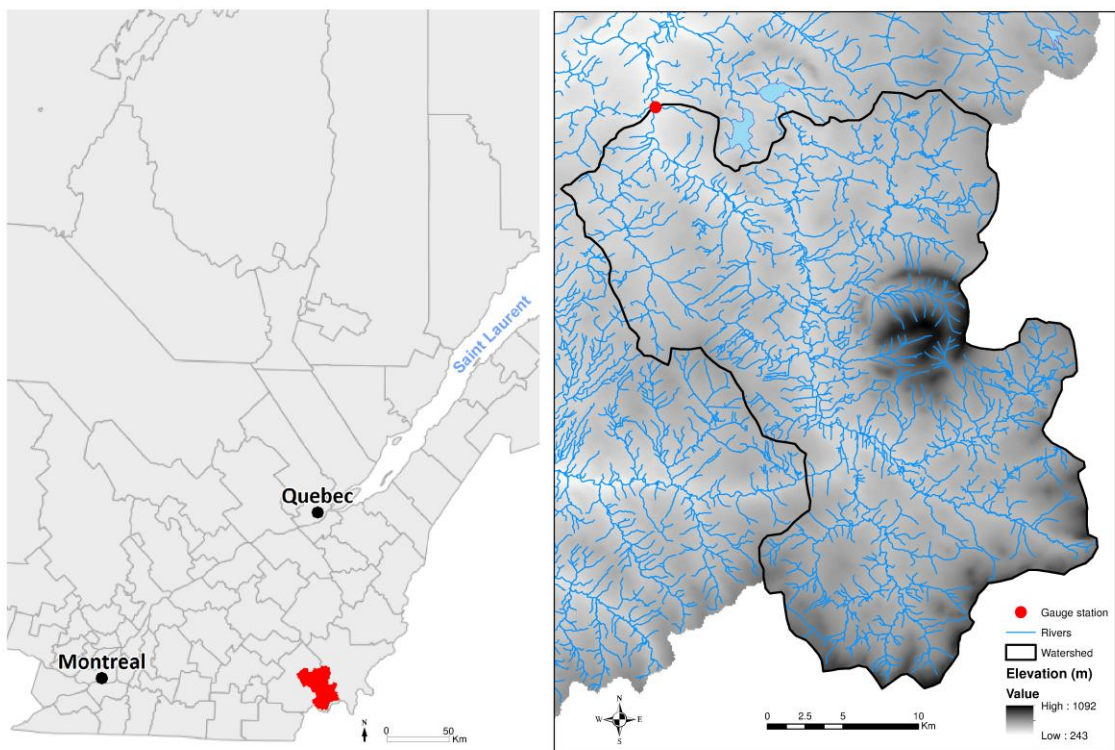 Saint Laurent
Quebec
Montreal
N
0
50
Km
Gauge station
Rivers
Watershed
Elevation (m)
Value
High : 1092
Low : 243
N
W
E
S
0
2.5
5
10
Km